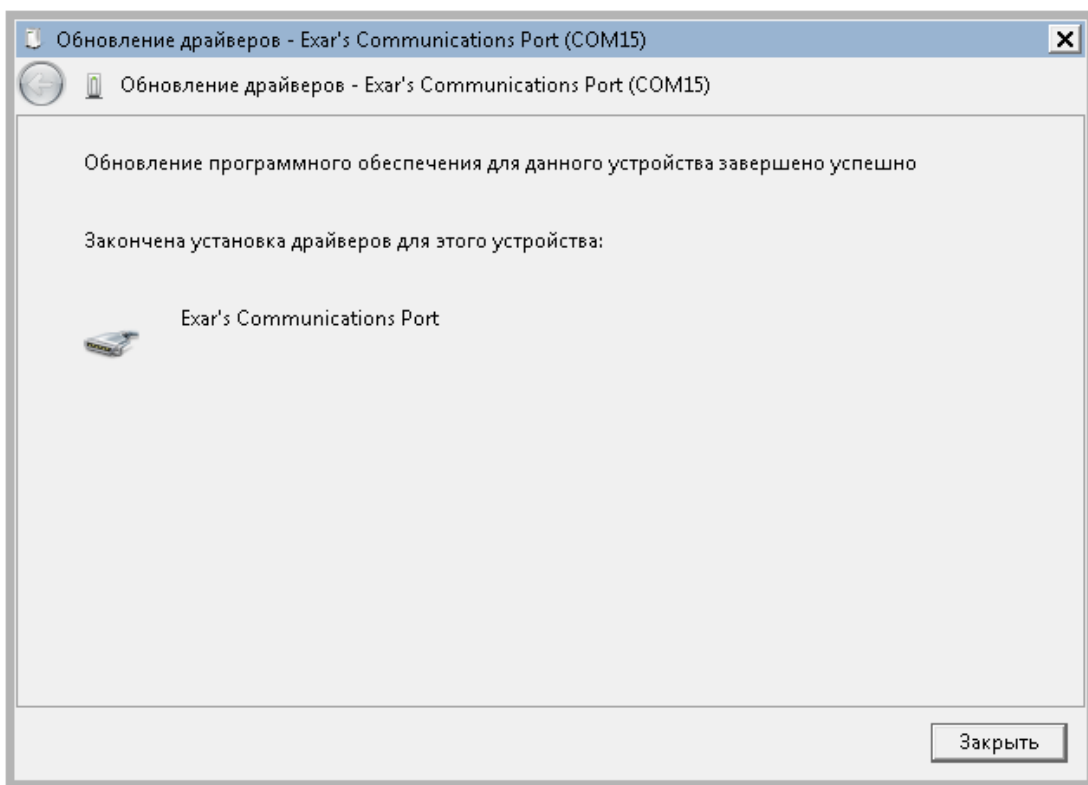 Обновление драйверов - Exar's Communications Port (COM15)
Обновление драйверов - Exar's Communications Port (COM15)
Обновление программного обеспечения для данного устройства завершено успешно
Закончена установка драйверов для этого устройства:
Exar's Communications Port
Закрыть